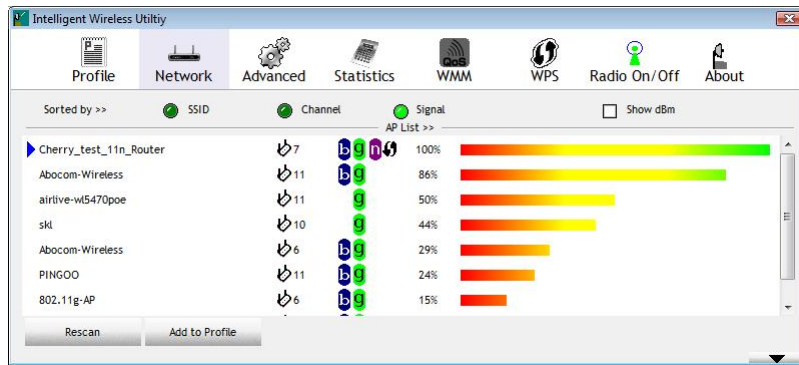 Intelligent Wireless Utiltiy
Profile Network Advanced Statistics WMM WPS Radio On/Off About
QoS
Sorted by >> SSID Channel Signal Show dBm
AP List >>
Cherry_test_11n_Router 7 b g n 100%
Abocom-Wireless 11 b g 86%
airlive-wl5470poe 11 g 50%
skl 10 g 44%
Abocom-Wireless 6 b g 29%
PINGOO 11 b g 24%
802.11g-AP 6 b g 15%
Rescan Add to Profile